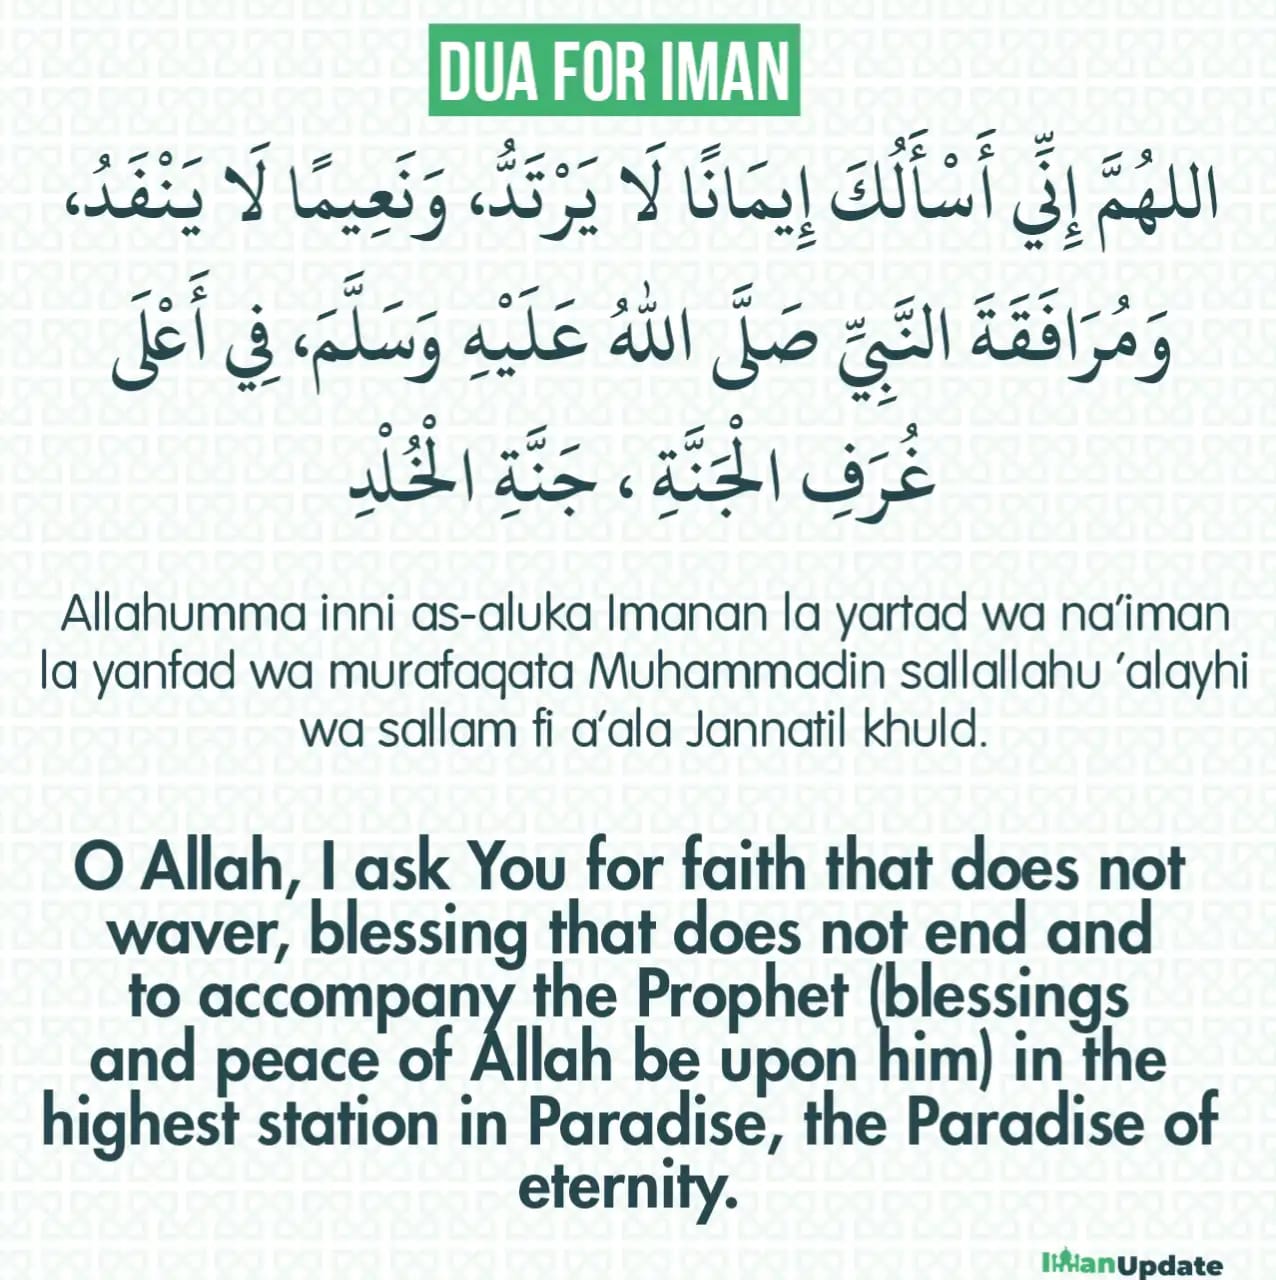 DUA FOR IMAN
اللهُمَّ إِنِّي أَسْأَلُكَ إِيمَانًا لَا يَرْتَدُّ، وَنَعِيمًا لَا يَنْفَدُ،
وَمُرَافَقَةَ النَّبِيِّ صَلَّى اللهُ عَلَيْهِ وَسَلَّمَ، فِي أَعْلَى
غُرَفِ الْجَنَّةِ ، جَنَّةِ الْخُلْدِ
Allahumma inni as-aluka Imanan la yartad wa na’iman
la yanfad wa murafaqata Muhammadin sallallahu ’alayhi
wa sallam fi a’ala Jannatil khuld.
O Allah, I ask You for faith that does not
waver, blessing that does not end and
to accompany the Prophet (blessings
and peace of Allah be upon him) in the
highest station in Paradise, the Paradise of
eternity.
ImanUpdate